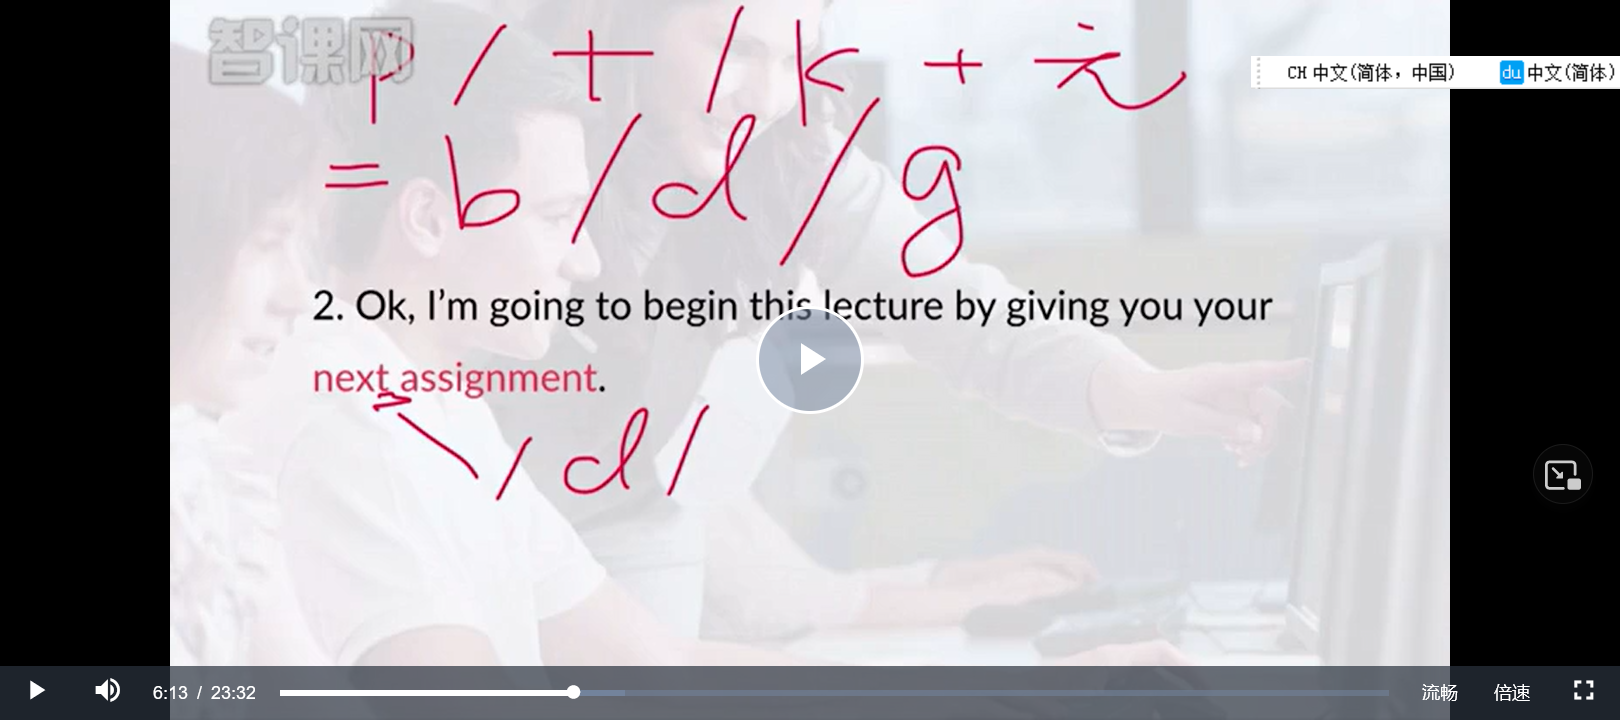 智课网
p / t / k + 元
CH 中文(简体，中国) du 中文(简体)
= b / d / g
2. Ok, I'm going to begin this lecture by giving you your
next assignment.
/d/
6:13 / 23:32 流畅 倍速